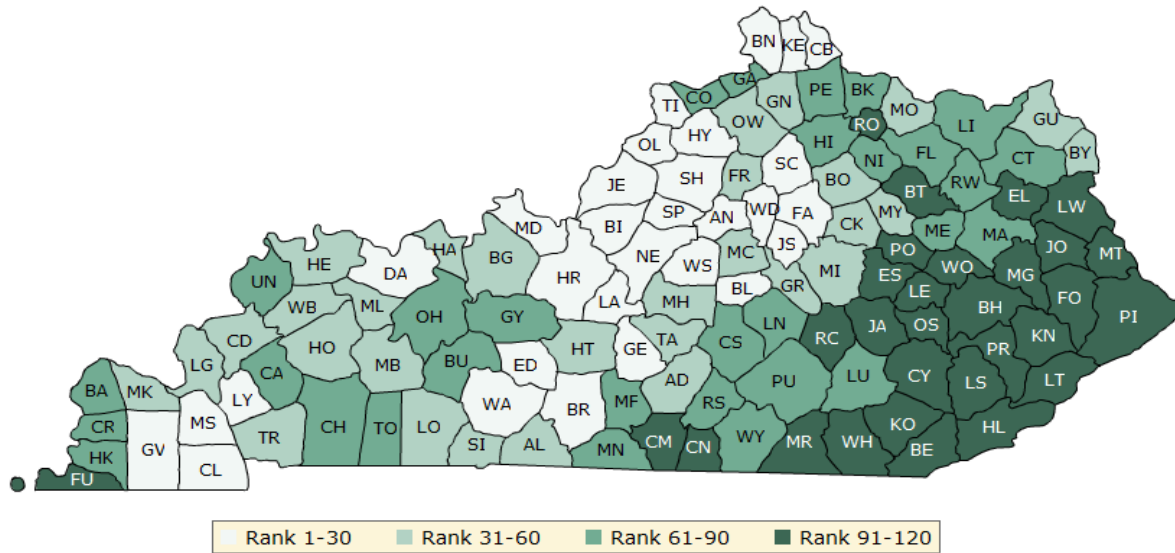 BN KE CB
GA
CO PE BK
TI GN MO
OW RO LI GU
HY
OL HI
SC NI FL CT BY
JE SH FR BO RW
BT EL LW
SP AN WD FA CK MY
MD BI ME MA
JS PO JO MT
HA NE WS MC
HE BG ES WO MG
DA HR MI
UN BL GR LE FO
LA MH BH PI
WB ML OH GY LN
CD TA CS RC JA OS KN
HO HT GE PR
LG MB BU ED
CA AD PU LU CY LS LT
BA MK LY
WA BR MF RS
MS KO HL
CR TR CH TO LO SI AL CM CN WY MR WH
GV MN BE
HK
CL
FU
Rank 1-30 Rank 31-60 Rank 61-90 Rank 91-120